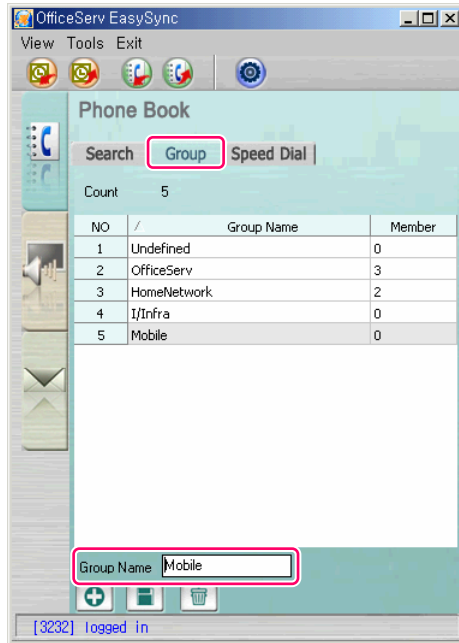 OfficeServ EasySync
View Tools Exit
Phone Book
Search Group Speed Dial
Count 5
NO / Group Name Member
1 Undefined 0
2 OfficeServ 3
3 HomeNetwork 2
4 I/Infra 0
5 Mobile 0
Group Name Mobile
[3232] logged in